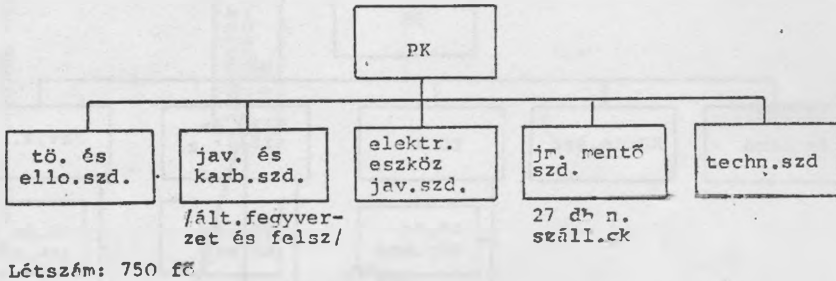 PK
tö. és
ello.szd.
jav. és
karb.szd.
elektr.
eszköz
jav.szd.
jr. mentő
szd.
techn.szd
/ált.fegyver-
zet és felsz/
27 db n.
száll.ek
Létszám: 750 fő